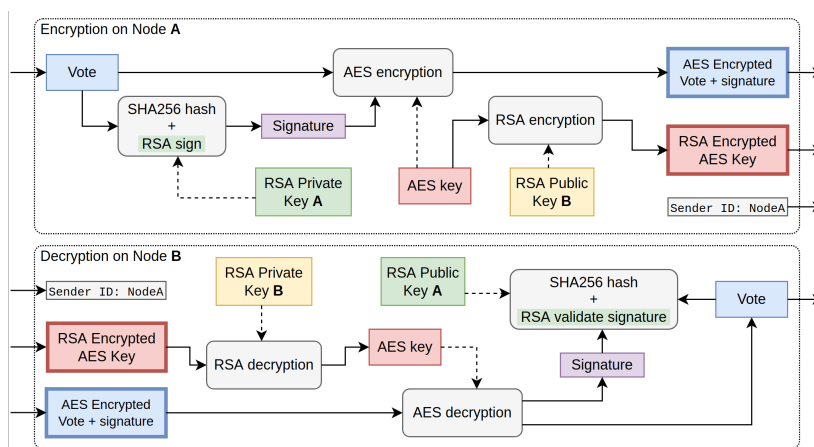 Encryption on Node A
Vote
AES encryption
AES Encrypted
Vote + signature
SHA256 hash
+
RSA sign
Signature
RSA encryption
RSA Encrypted
AES Key
RSA Private
Key A
AES key
RSA Public
Key B
Sender ID: NodeA
Decryption on Node B
Sender ID: NodeA
RSA Private
Key B
RSA Public
Key A
SHA256 hash
+
RSA validate signature
Vote
RSA Encrypted
AES Key
RSA decryption
AES key
Signature
AES Encrypted
Vote + signature
AES decryption